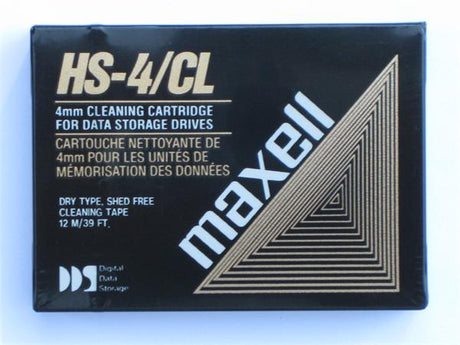 HS-4/CL
4mm CLEANING CARTRIDGE
FOR DATA STORAGE DRIVES
CARTOUCHE NETTOYANTE DE
4mm POUR LES UNITÉS DE
MÉMORISATION DES DONNÉES
DRY TYPE, SHED FREE
CLEANING TAPE
12 M/39 FT.
maxell
DDS
Digital
Data
Storage